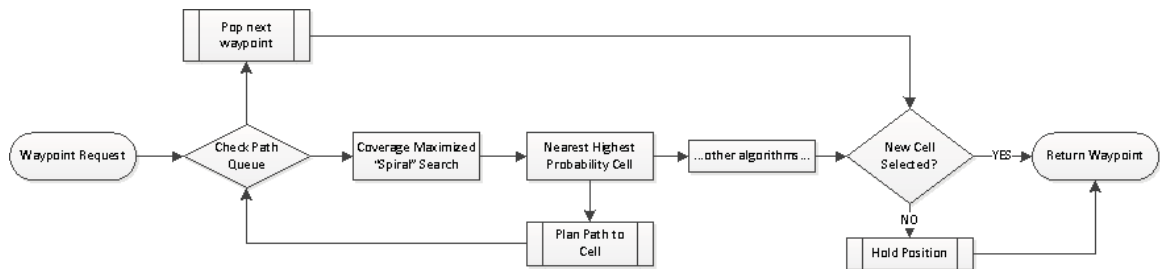 Pop next
waypoint
Waypoint Request
Check Path
Queue
Coverage Maximized
"Spiral" Search
Nearest Highest
Probability Cell
...other algorithms...
New Cell
Selected?
YES
Return Waypoint
NO
Plan Path to
Cell
Hold Position